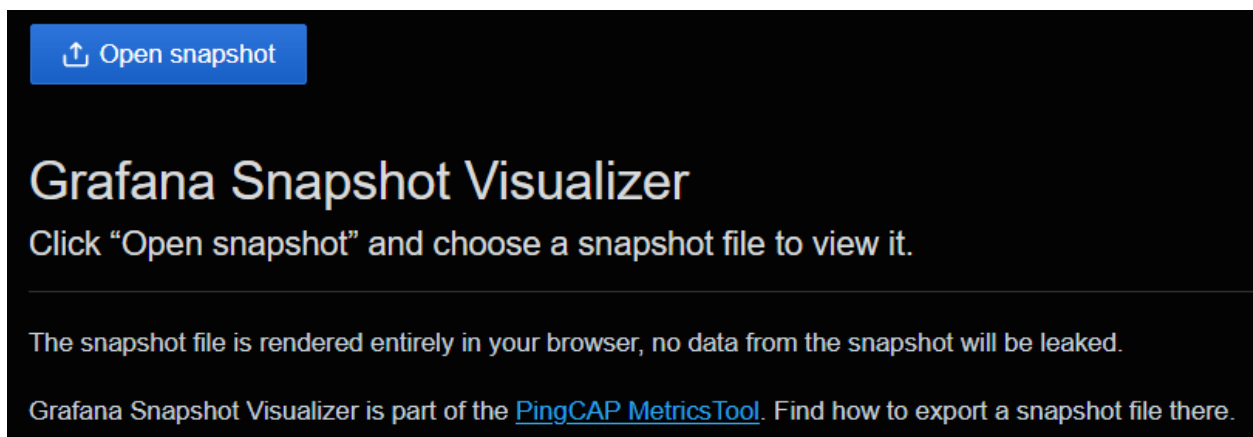 Open snapshot
Grafana Snapshot Visualizer
Click “Open snapshot” and choose a snapshot file to view it.
The snapshot file is rendered entirely in your browser, no data from the snapshot will be leaked.
Grafana Snapshot Visualizer is part of the PingCAP MetricsTool. Find how to export a snapshot file there.